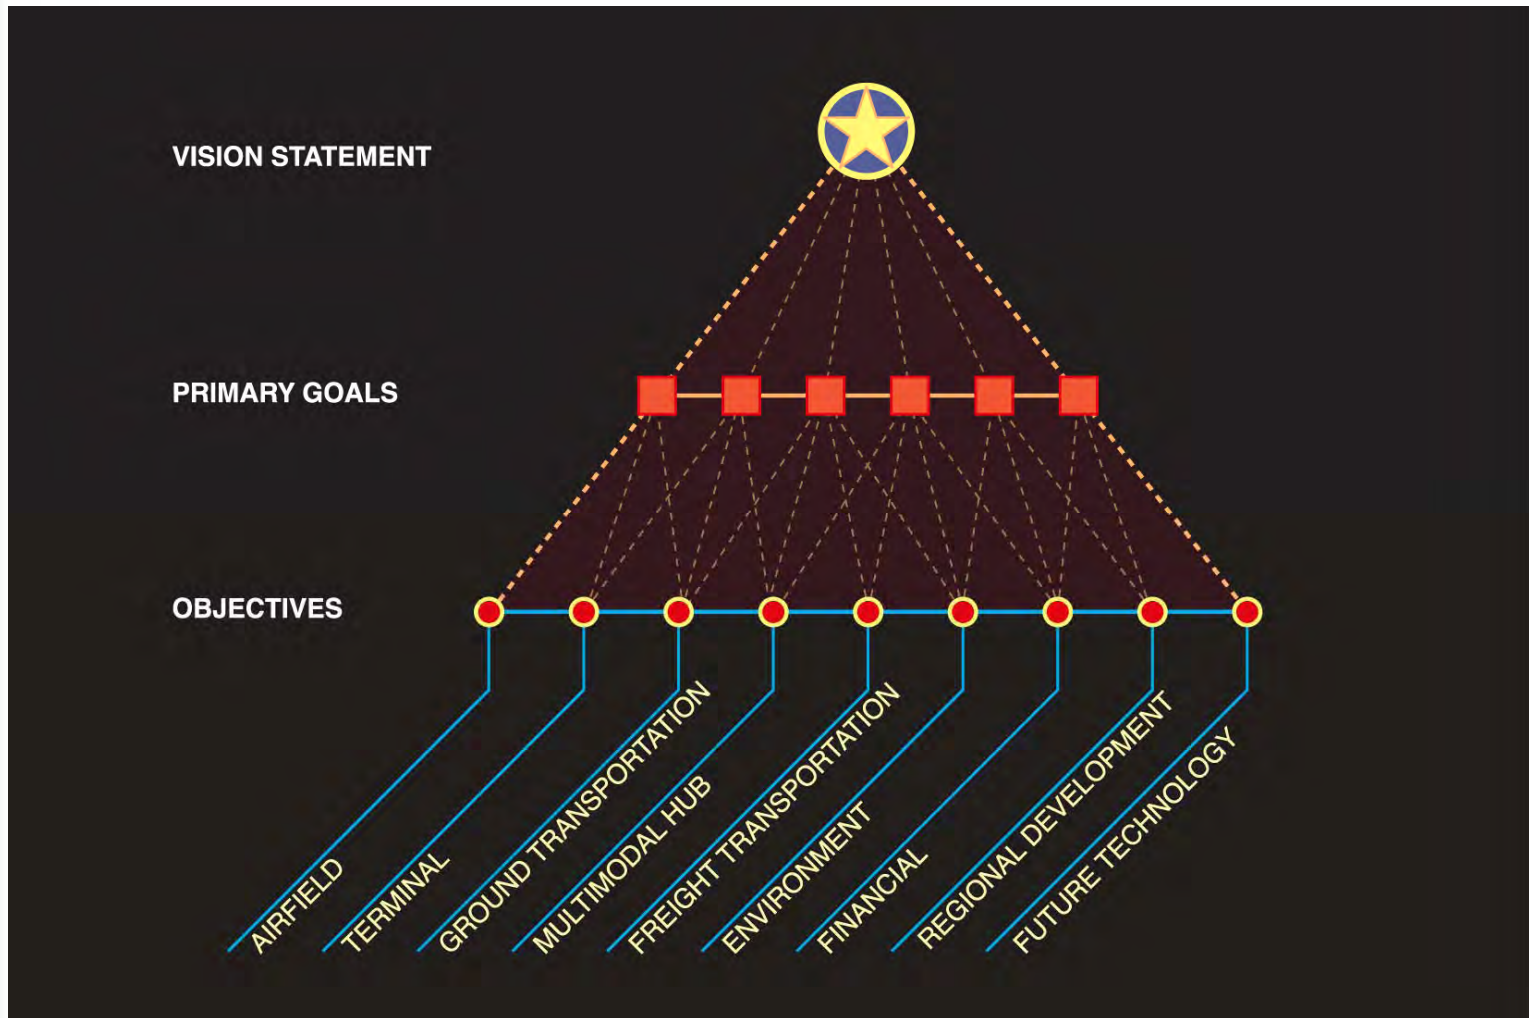 VISION STATEMENT
PRIMARY GOALS
OBJECTIVES
AIRFIELD
TERMINAL
GROUND TRANSPORTATION
MULTIMODAL HUB
FREIGHT TRANSPORTATION
ENVIRONMENT
FINANCIAL
REGIONAL DEVELOPMENT
FUTURE TECHNOLOGY